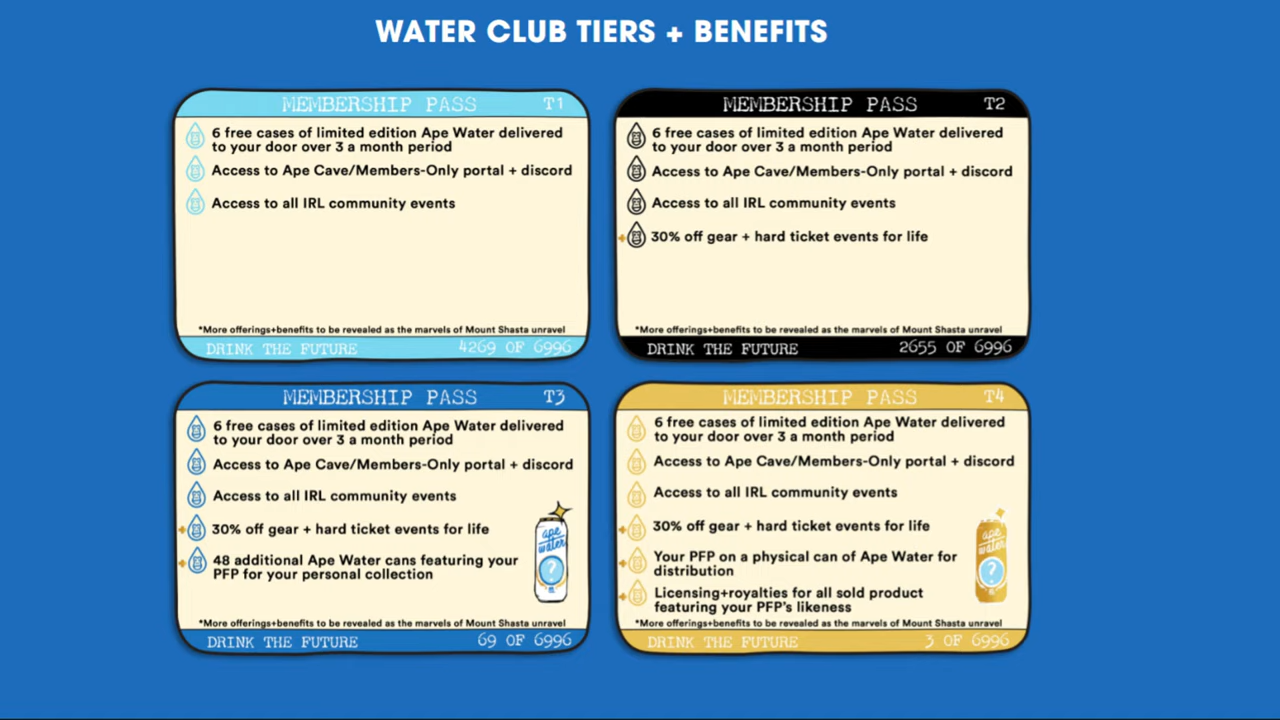 WATER CLUB TIERS + BENEFITS
MEMBERSHIP PASS T1
6 free cases of limited edition Ape Water delivered
to your door over 3 a month period
Access to Ape Cave/Members-Only portal + discord
Access to all IRL community events
*More offerings+benefits to be revealed as the marvels of Mount Shasta unravel
DRINK THE FUTURE 4269 OF 6996
MEMBERSHIP PASS T2
6 free cases of limited edition Ape Water delivered
to your door over 3 a month period
Access to Ape Cave/Members-Only portal + discord
Access to all IRL community events
30% off gear + hard ticket events for life
*More offerings+benefits to be revealed as the marvels of Mount Shasta unravel
DRINK THE FUTURE 2655 OF 6996
MEMBERSHIP PASS T3
6 free cases of limited edition Ape Water delivered
to your door over 3 a month period
Access to Ape Cave/Members-Only portal + discord
Access to all IRL community events
30% off gear + hard ticket events for life
48 additional Ape Water cans featuring your
PFP for your personal collection
ape
water
?
*More offerings+benefits to be revealed as the marvels of Mount Shasta unravel
DRINK THE FUTURE 69 OF 6996
MEMBERSHIP PASS T4
6 free cases of limited edition Ape Water delivered
to your door over 3 a month period
Access to Ape Cave/Members-Only portal + discord
Access to all IRL community events
30% off gear + hard ticket events for life
Your PFP on a physical can of Ape Water for
distribution
Licensing+royalties for all sold product
featuring your PFP's likeness
ape
water
?
*More offerings+benefits to be revealed as the marvels of Mount Shasta unravel
DRINK THE FUTURE 3 OF 6996